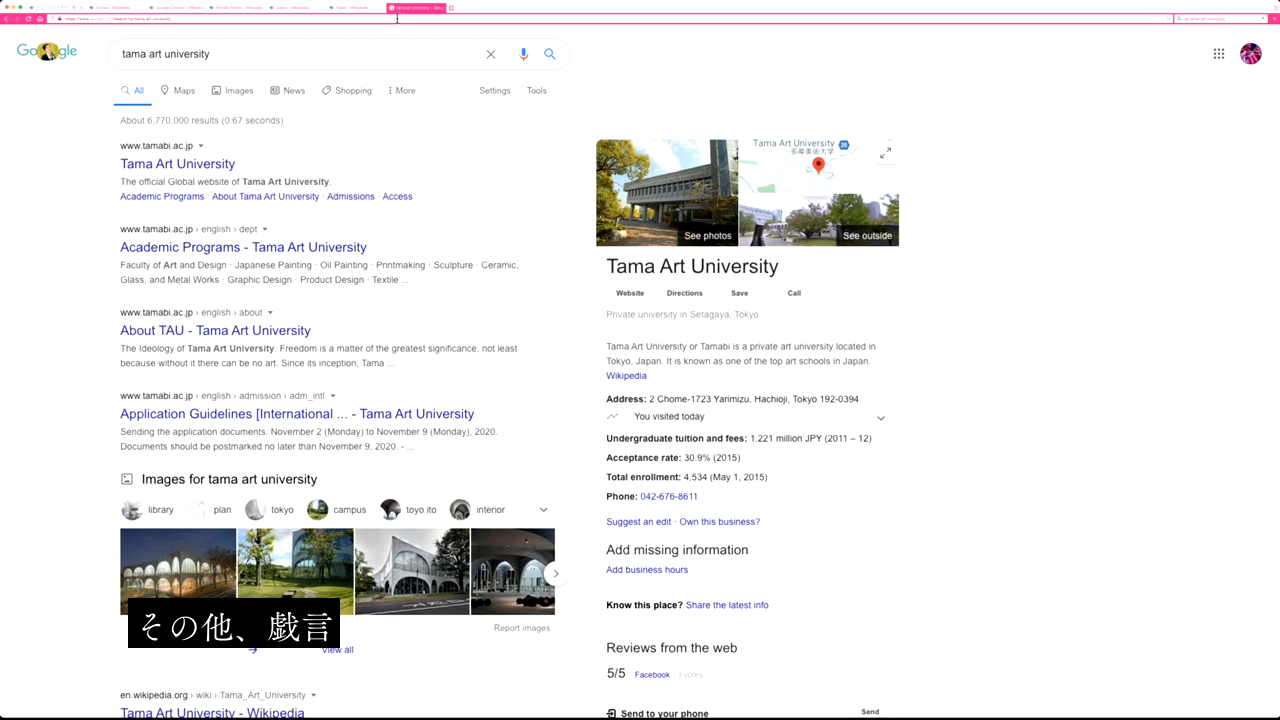 tama art university - Goog
Google
tama art university
All
Maps
Images
News
Shopping
More
Settings
Tools
About 6,770,000 results (0.67 seconds)
www.tamabi.ac.jp
Tama Art University
The official Global website of Tama Art University.
Academic Programs · About Tama Art University · Admissions · Access
www.tamabi.ac.jp › english › dept
Academic Programs - Tama Art University
Faculty of Art and Design · Japanese Painting · Oil Painting · Printmaking · Sculpture · Ceramic,
Glass, and Metal Works · Graphic Design · Product Design · Textile ...
www.tamabi.ac.jp › english › about
About TAU - Tama Art University
The Ideology of Tama Art University. Freedom is a matter of the greatest significance, not least
because without it there can be no art. Since its inception, Tama ...
www.tamabi.ac.jp › english › admission › adm_intl
Application Guidelines [International ... - Tama Art University
Sending the application documents. November 2 (Monday) to November 9 (Monday), 2020.
Documents should be postmarked no later than November 9, 2020. - ...
Images for tama art university
library
plan
tokyo
campus
toyo ito
interior
その他、戯言
Report images
View all
en.wikipedia.org › wiki › Tama_Art_University
Tama Art University - Wikipedia
Tama Art University
多摩美術大学
20
See photos
See outside
Tama Art University
Website
Directions
Save
Call
Private university in Setagaya, Tokyo
Tama Art University or Tamabi is a private art university located in
Tokyo, Japan. It is known as one of the top art schools in Japan.
Wikipedia
Address: 2 Chome-1723 Yarimizu, Hachioji, Tokyo 192-0394
You visited today
Undergraduate tuition and fees: 1.221 million JPY (2011 – 12)
Acceptance rate: 30.9% (2015)
Total enrollment: 4,534 (May 1, 2015)
Phone: 042-676-8611
Suggest an edit · Own this business?
Add missing information
Add business hours
Know this place? Share the latest info
Reviews from the web
5/5
Facebook
3 votes
Send to your phone
Send